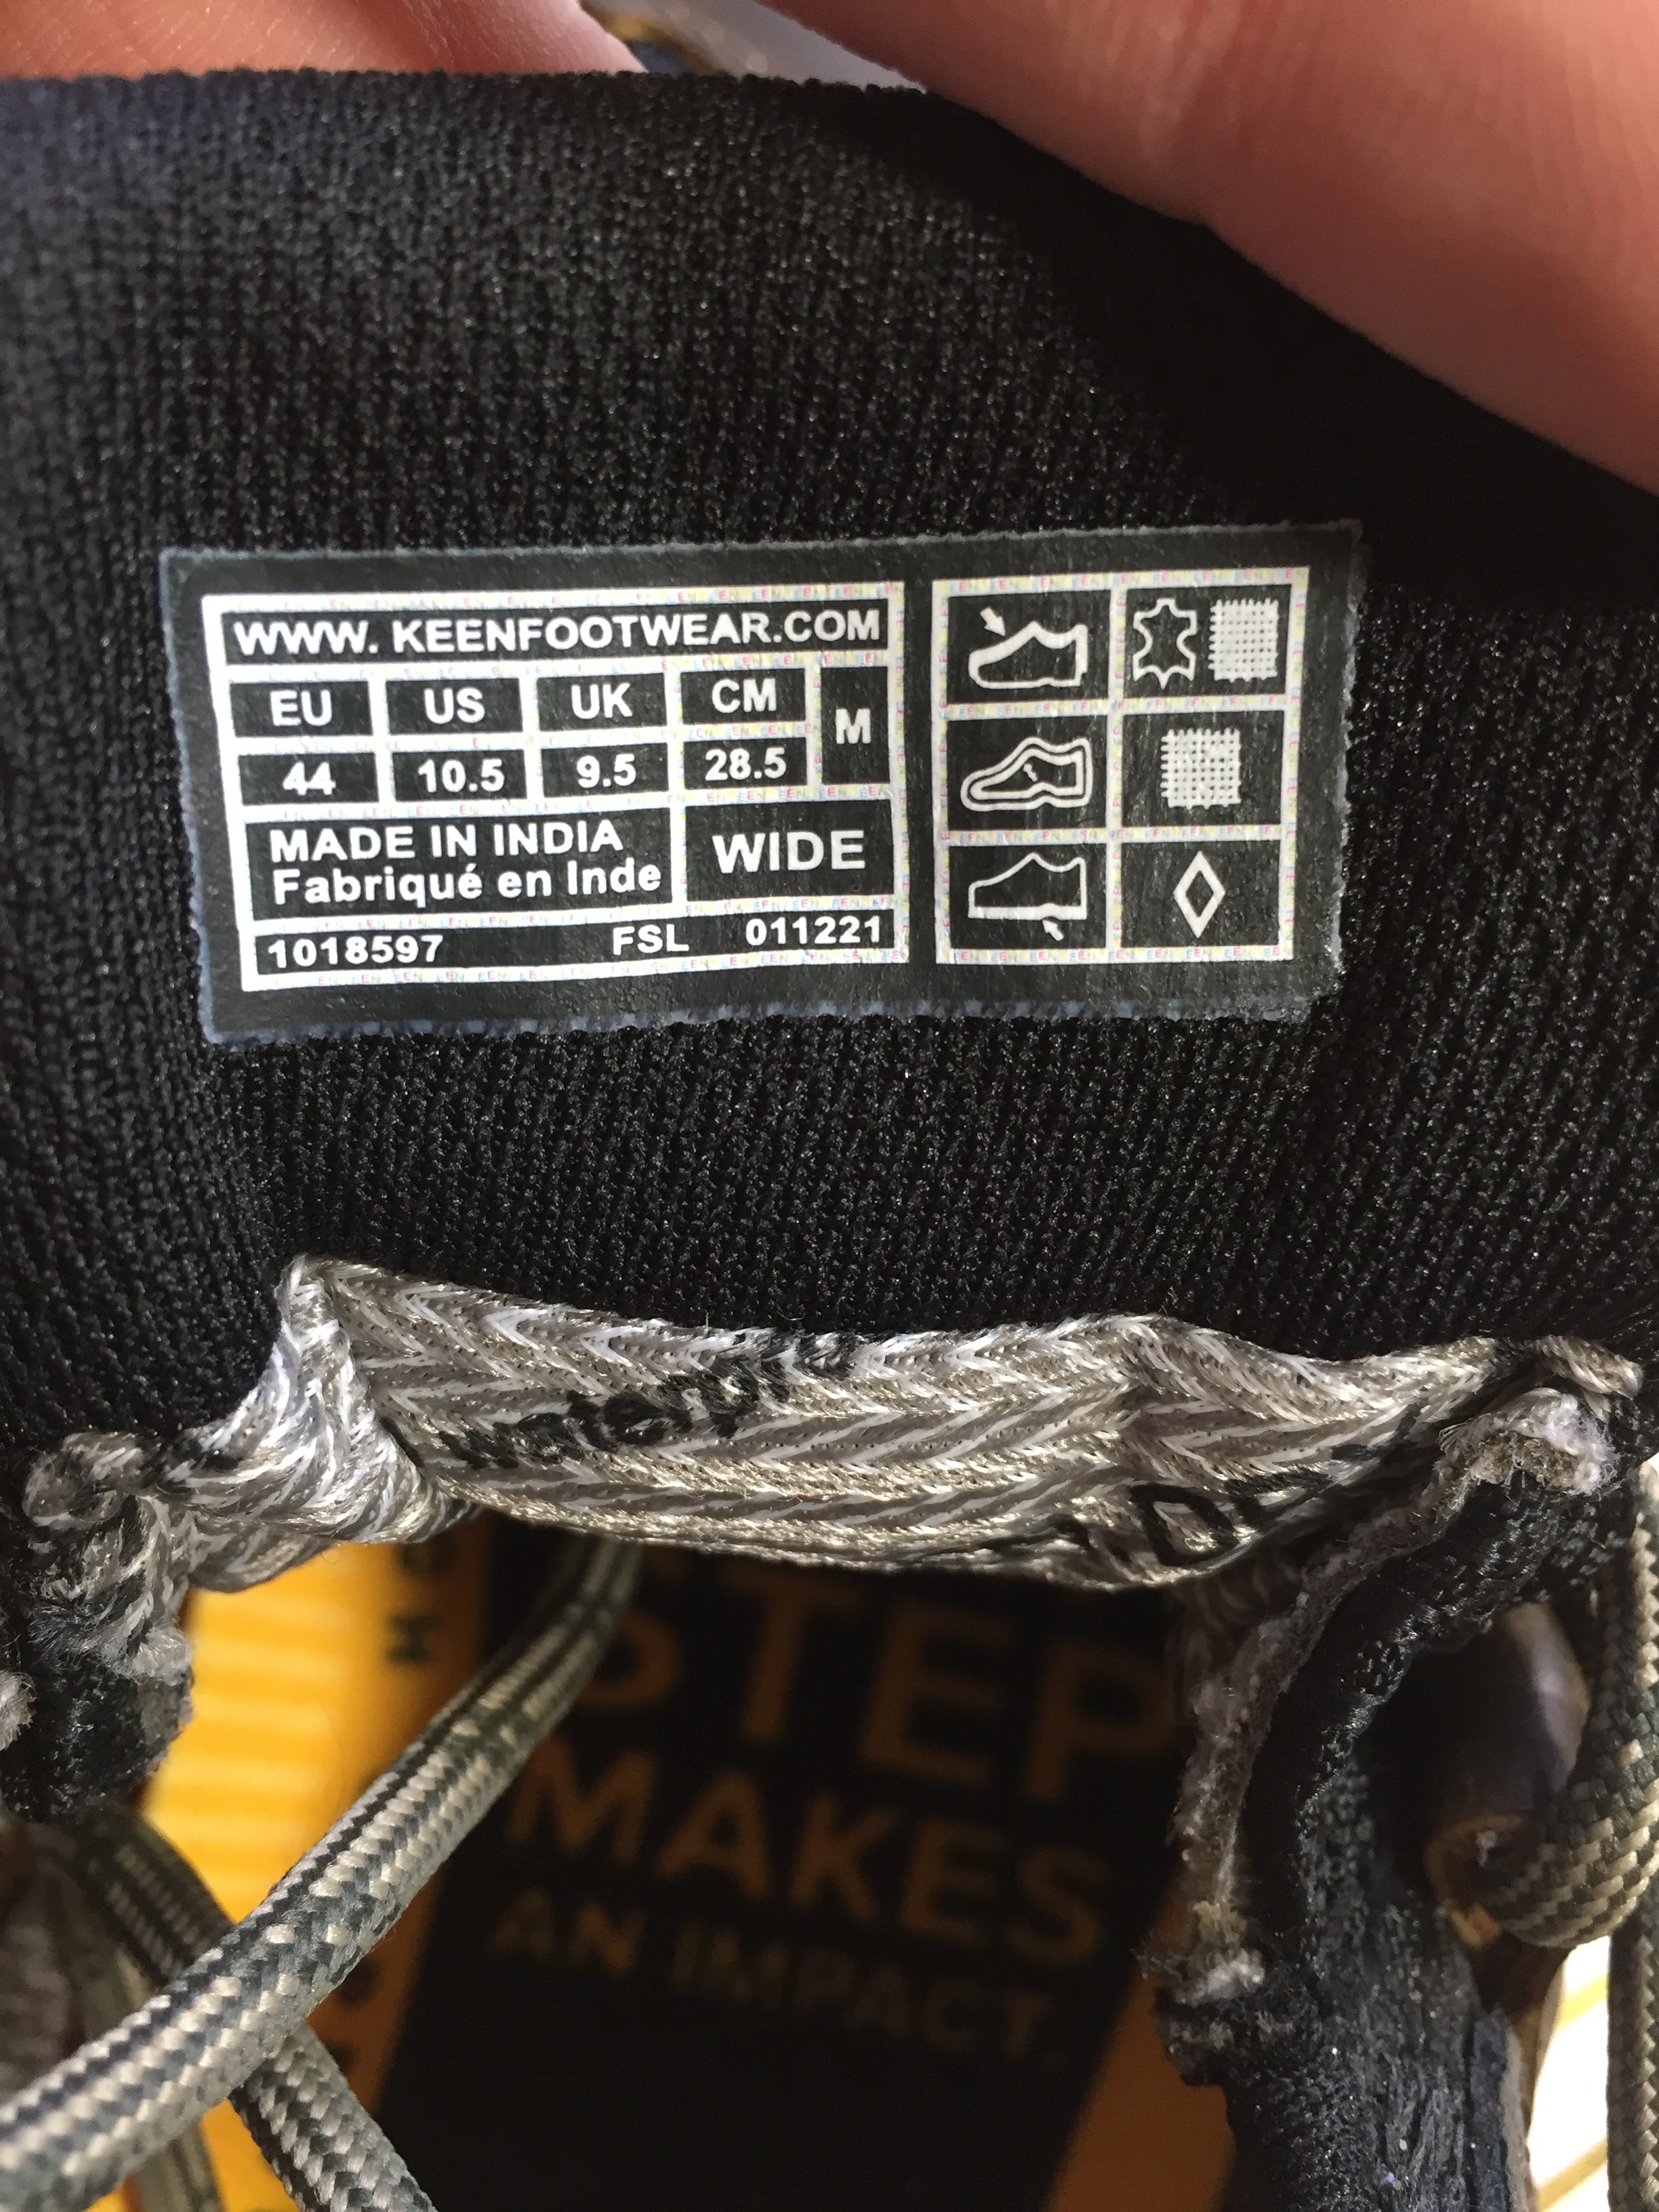 WWW. KEENFOOTWEAR.COM
EU US UK CM M
44 10.5 9.5 28.5
MADE IN INDIA
Fabriqué en Inde
WIDE
1018597 FSL 011221
STEP
MAKES
AN IMPACT